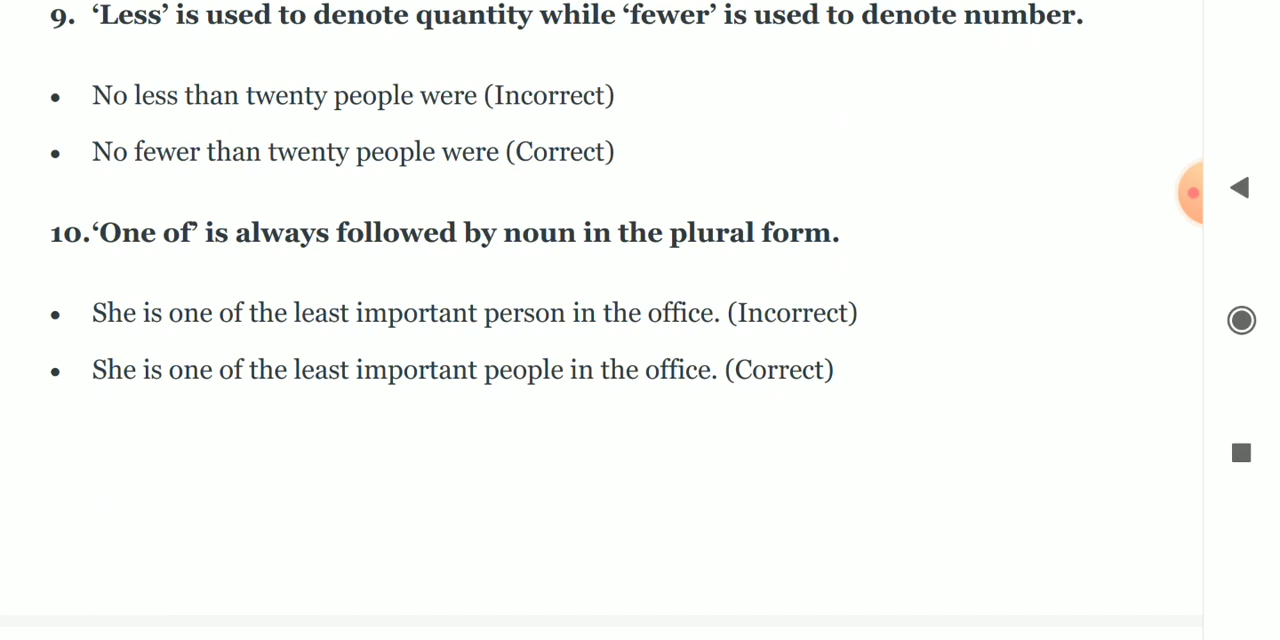 9. ‘Less’ is used to denote quantity while ‘fewer’ is used to denote number.
• No less than twenty people were (Incorrect)
• No fewer than twenty people were (Correct)
10.‘One of’ is always followed by noun in the plural form.
• She is one of the least important person in the office. (Incorrect)
• She is one of the least important people in the office. (Correct)